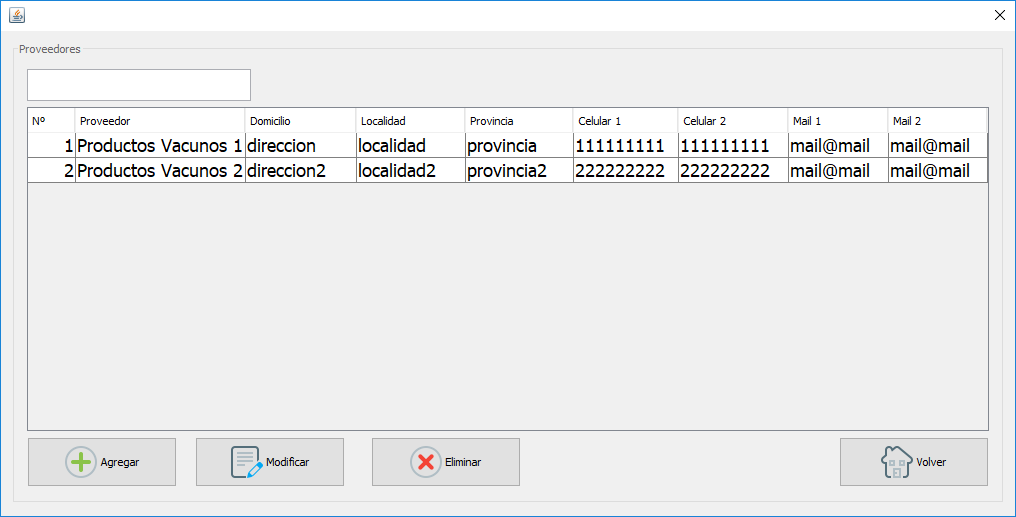 Proveedores
Nº Proveedor Domicilio Localidad Provincia Celular 1 Celular 2 Mail 1 Mail 2
1 Productos Vacunos 1 direccion localidad provincia 111111111 111111111 mail@mail mail@mail
2 Productos Vacunos 2 direccion2 localidad2 provincia2 222222222 222222222 mail@mail mail@mail
Agregar Modificar Eliminar Volver